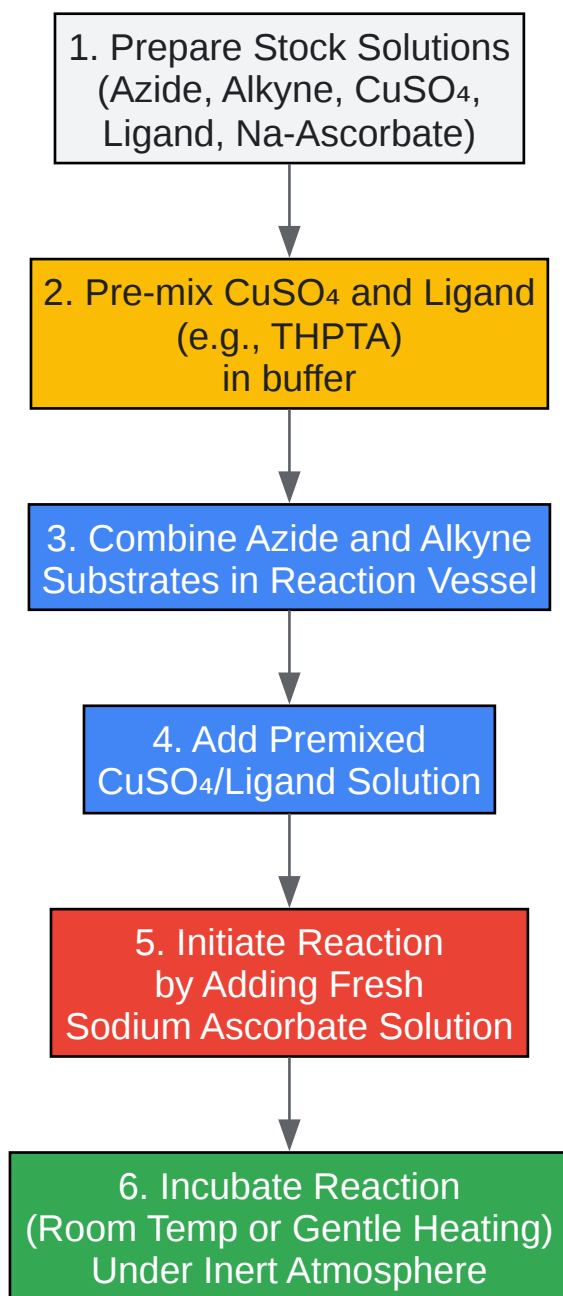 1. Prepare Stock Solutions
(Azide, Alkyne, CuSO₄,
Ligand, Na-Ascorbate)
2. Pre-mix CuSO₄ and Ligand
(e.g., THPTA)
in buffer
3. Combine Azide and Alkyne
Substrates in Reaction Vessel
4. Add Premixed
CuSO₄/Ligand Solution
5. Initiate Reaction
by Adding Fresh
Sodium Ascorbate Solution
6. Incubate Reaction
(Room Temp or Gentle Heating)
Under Inert Atmosphere